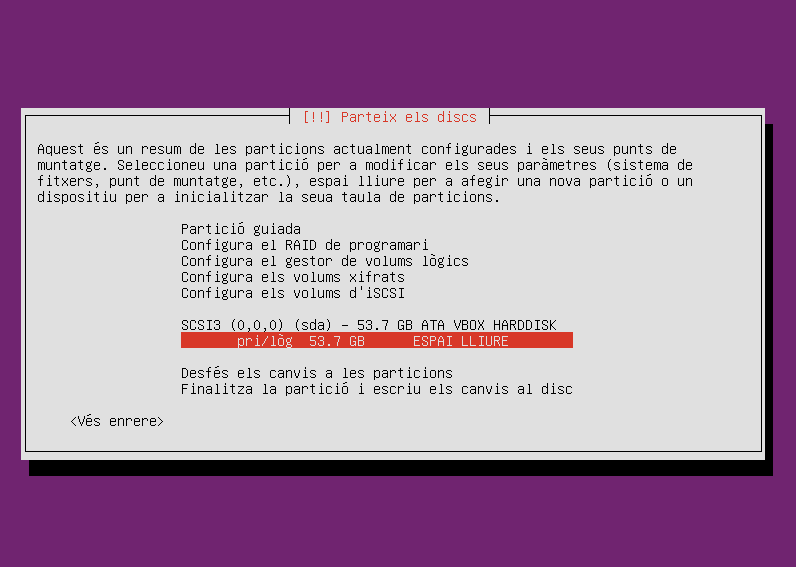 [!!] Parteix els discs
Aquest és un resum de les particions actualment configurades i els seus punts de
muntatge. Seleccioneu una partició per a modificar els seus paràmetres (sistema de
fitxers, punt de muntatge, etc.), espai lliure per a afegir una nova partició o un
dispositiu per a inicialitzar la seua taula de particions.
Partició guiada
Configura el RAID de programari
Configura el gestor de volums lògics
Configura els volums xifrats
Configura els volums d'iSCSI
SCSI3 (0,0,0) (sda) - 53.7 GB ATA VBOX HARDDISK
pri/lòg 53.7 GB ESPAI LLIURE
Desfés els canvis a les particions
Finalitza la partició i escriu els canvis al disc
<Vés enrere>